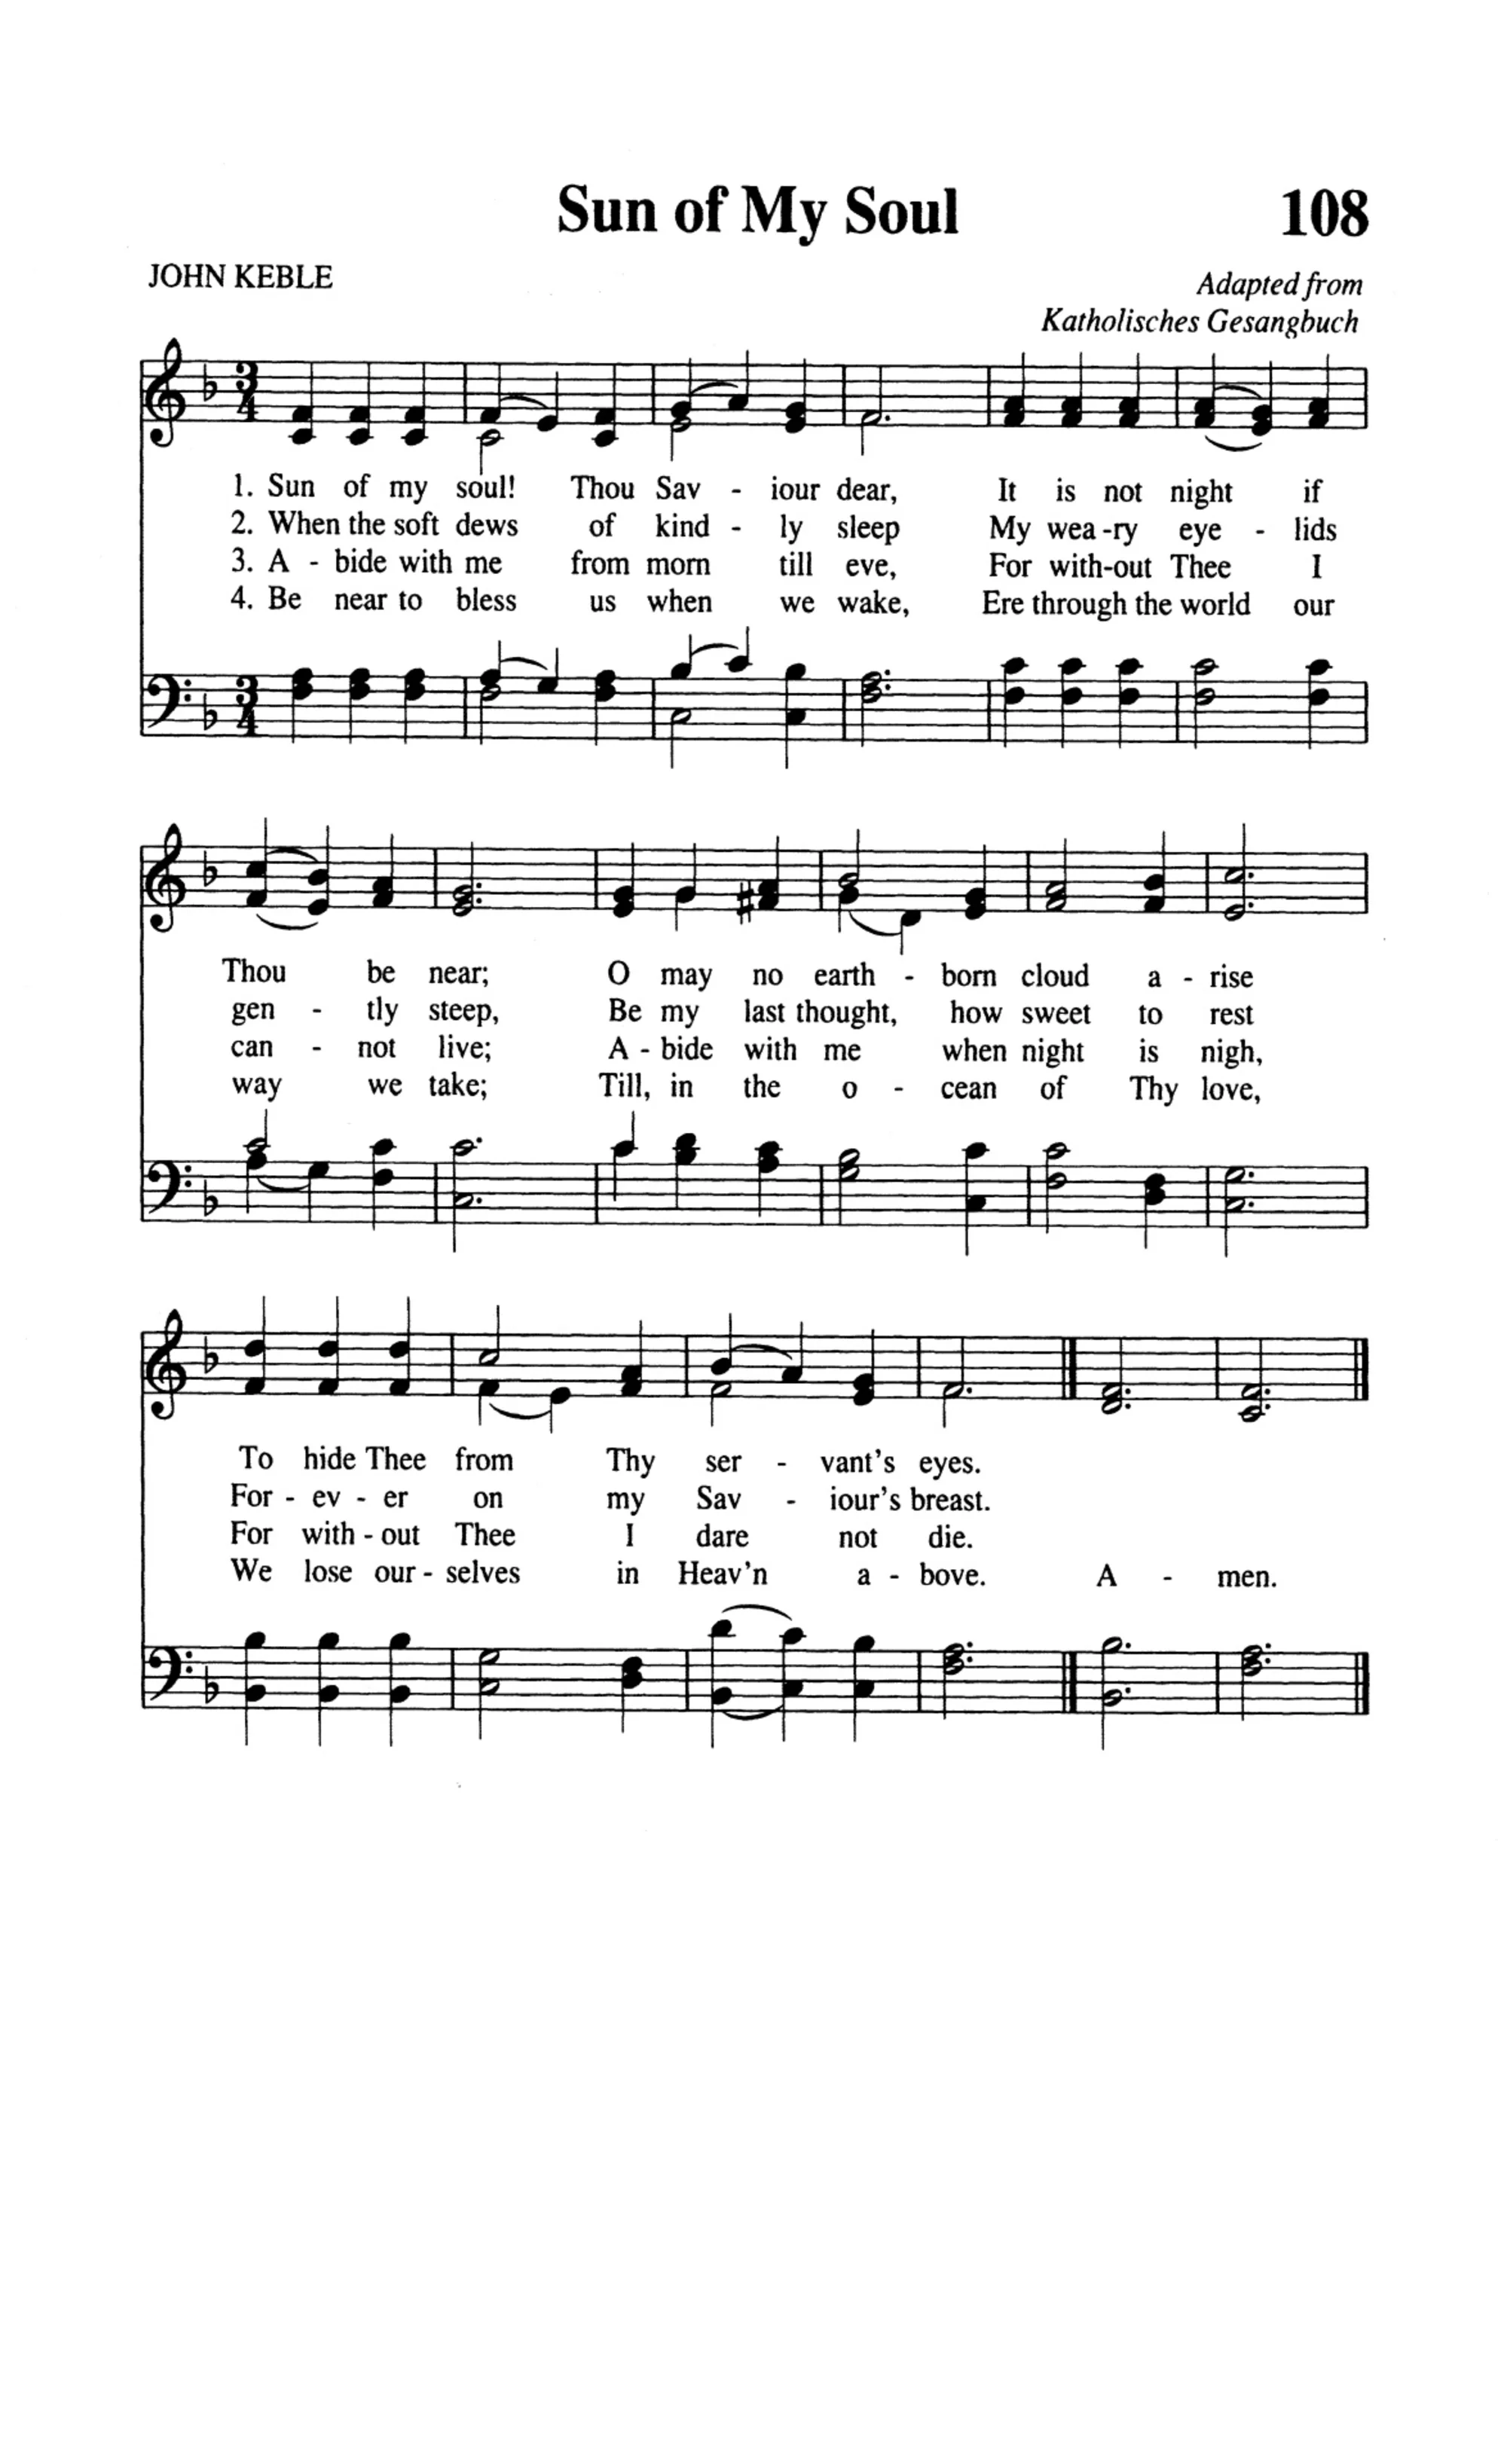 Sun of My Soul 108
JOHN KEBLE
Adapted from
Katholisches Gesangbuch
3
4
1. Sun of my soul! Thou Sav - iour dear, It is not night if
2. When the soft dews of kind - ly sleep My wea -ry eye - lids
3. A - bide with me from morn till eve, For with-out Thee I
4. Be near to bless us when we wake, Ere through the world our
3
4
Thou be near; O may no earth - born cloud a - rise
gen - tly steep, Be my last thought, how sweet to rest
can - not live; A - bide with me when night is nigh,
way we take; Till, in the o - cean of Thy love,
To hide Thee from Thy ser - vant's eyes.
For - ev - er on my Sav - iour's breast.
For with - out Thee I dare not die.
We lose our - selves in Heav'n a - bove. A - men.